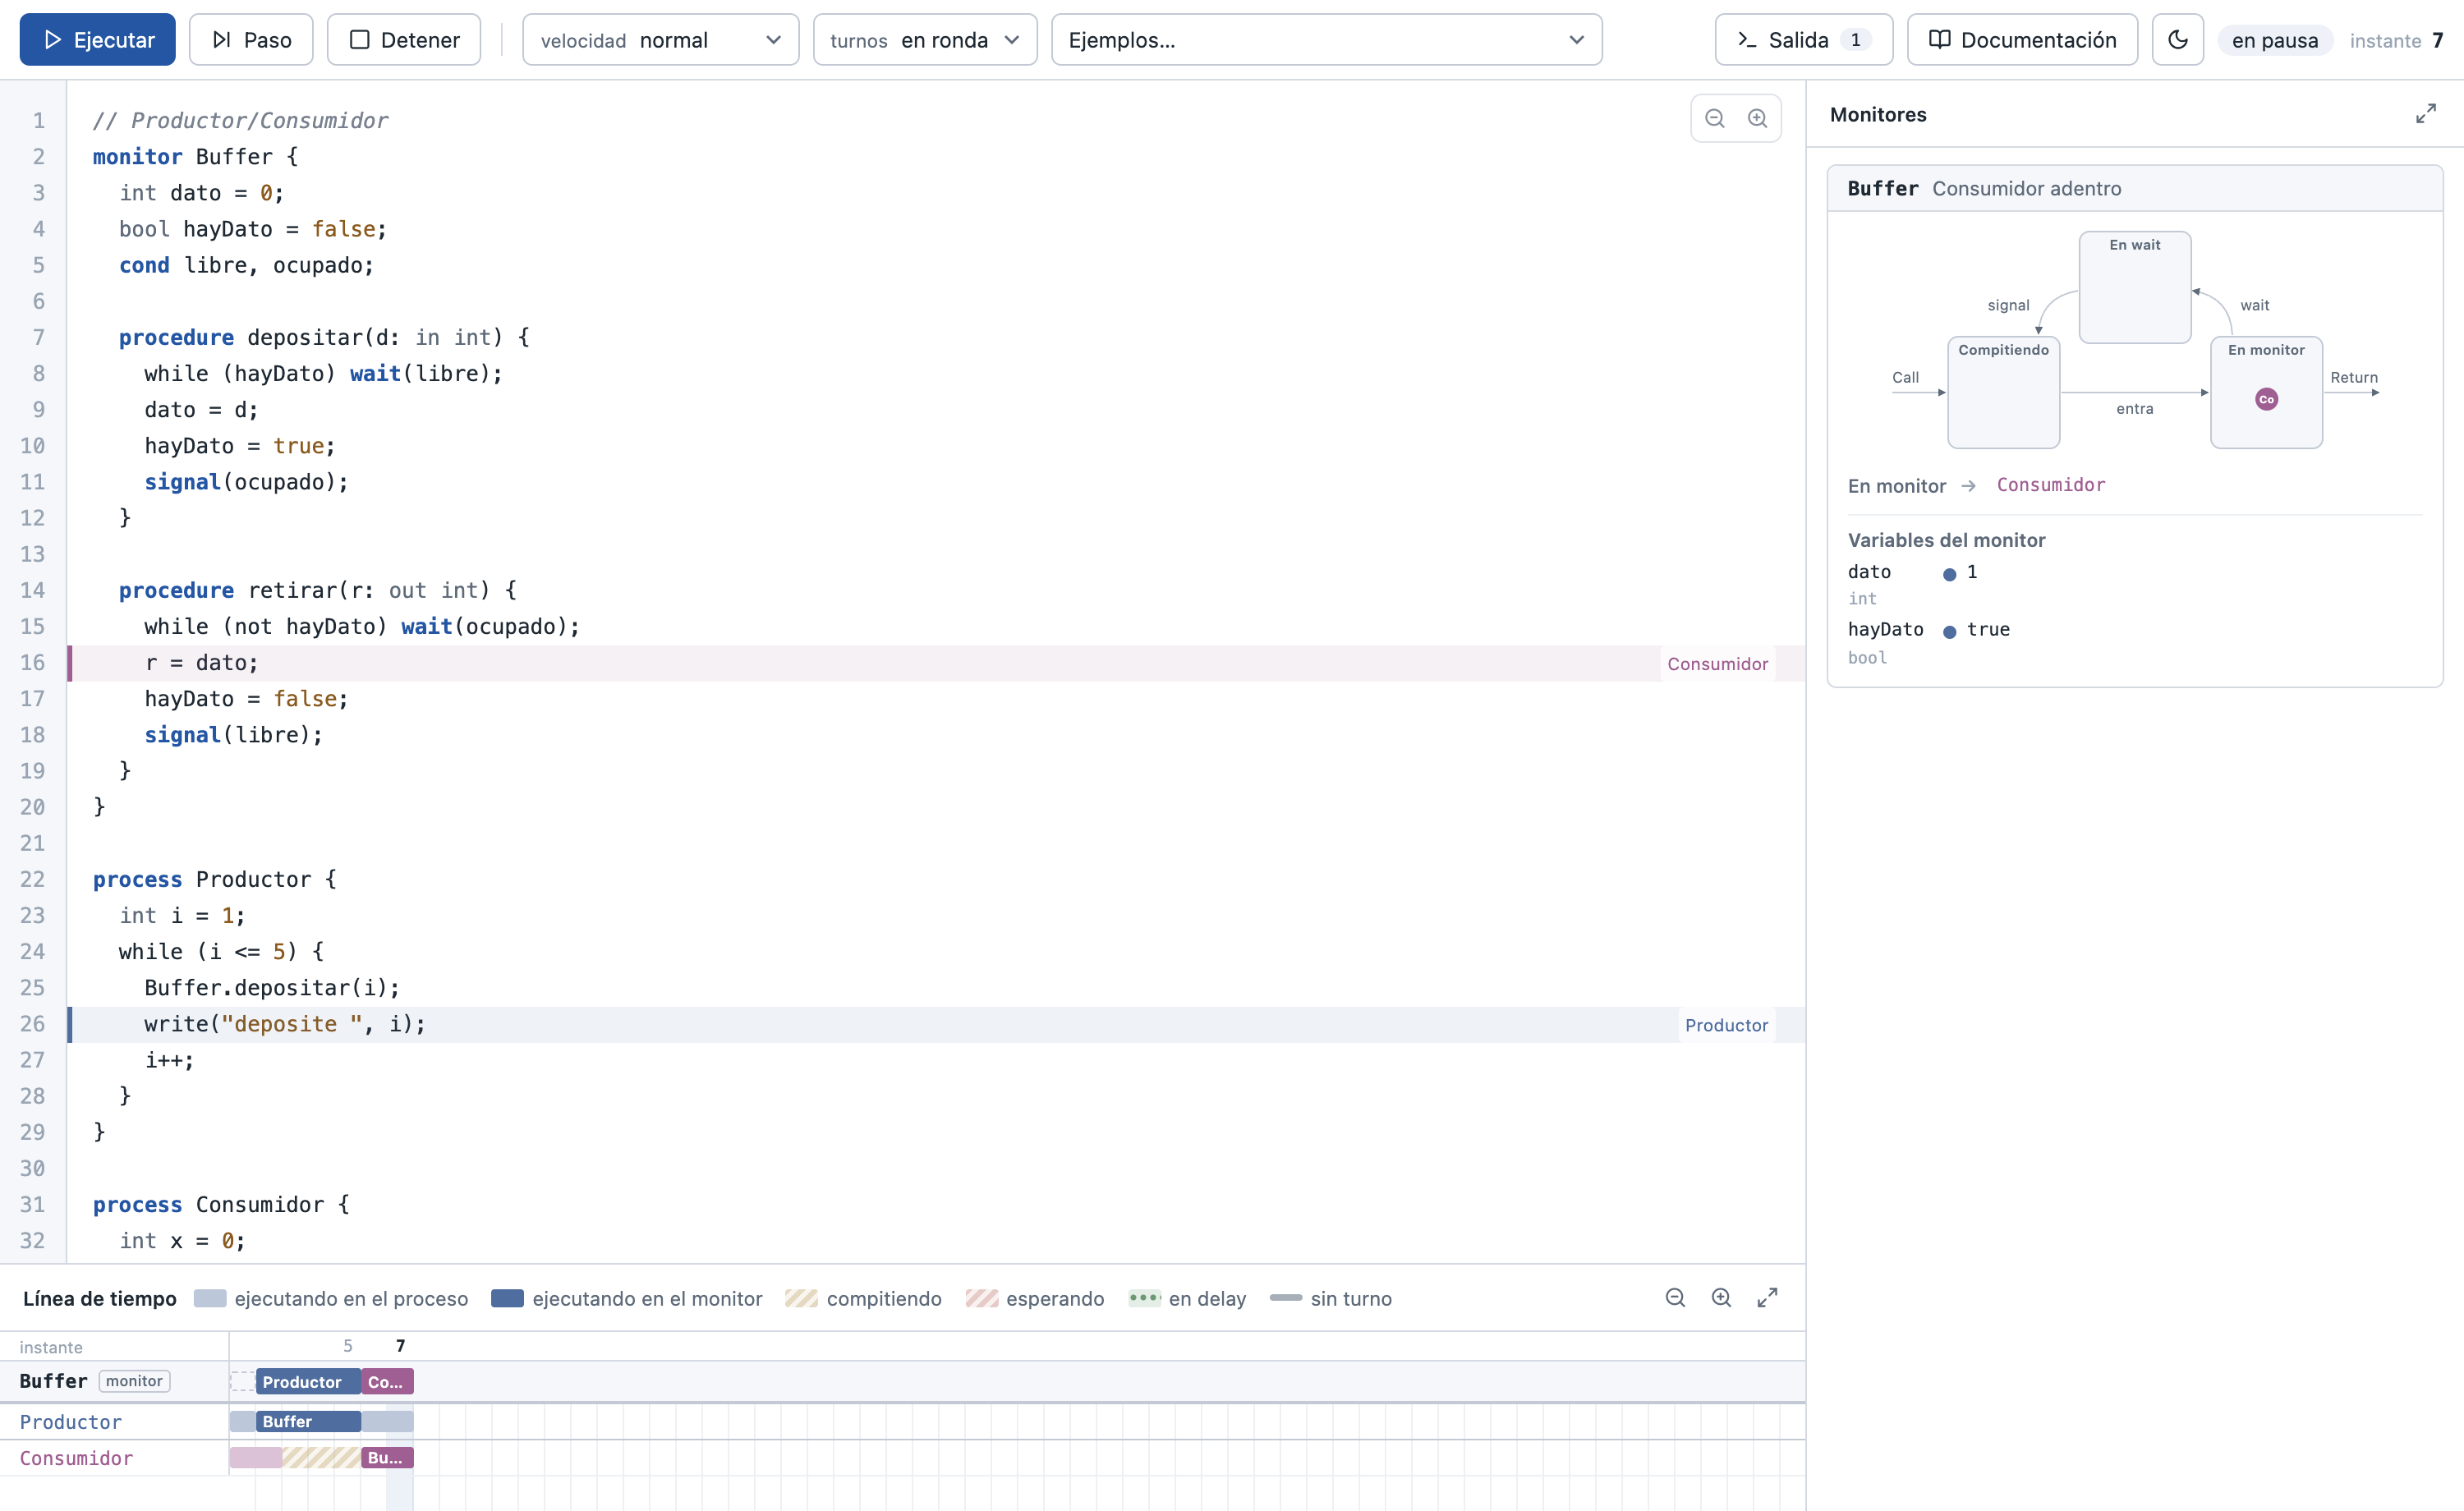 Ejecutar Paso Detener velocidad normal turnos en ronda Ejemplos... Salida 1 Documentación en pausa instante 7
1 // Productor/Consumidor
2 monitor Buffer {
3 int dato = 0;
4 bool hayDato = false;
5 cond libre, ocupado;
6
7 procedure depositar(d: in int) {
8 while (hayDato) wait(libre);
9 dato = d;
10 hayDato = true;
11 signal(ocupado);
12 }
13
14 procedure retirar(r: out int) {
15 while (not hayDato) wait(ocupado);
16 r = dato; Consumidor
17 hayDato = false;
18 signal(libre);
19 }
20 }
21
22 process Productor {
23 int i = 1;
24 while (i <= 5) {
25 Buffer.depositar(i);
26 write("deposite ", i); Productor
27 i++;
28 }
29 }
30
31 process Consumidor {
32 int x = 0;
Monitores
Buffer Consumidor adentro
En wait
signal wait
Compitiendo En monitor
Call Return
Co
entra
En monitor → Consumidor
Variables del monitor
dato 1
int
hayDato true
bool
Línea de tiempo ejecutando en el proceso ejecutando en el monitor compitiendo esperando en delay sin turno
instante 5 7
Buffer monitor Productor Co...
Productor Buffer
Consumidor Bu...